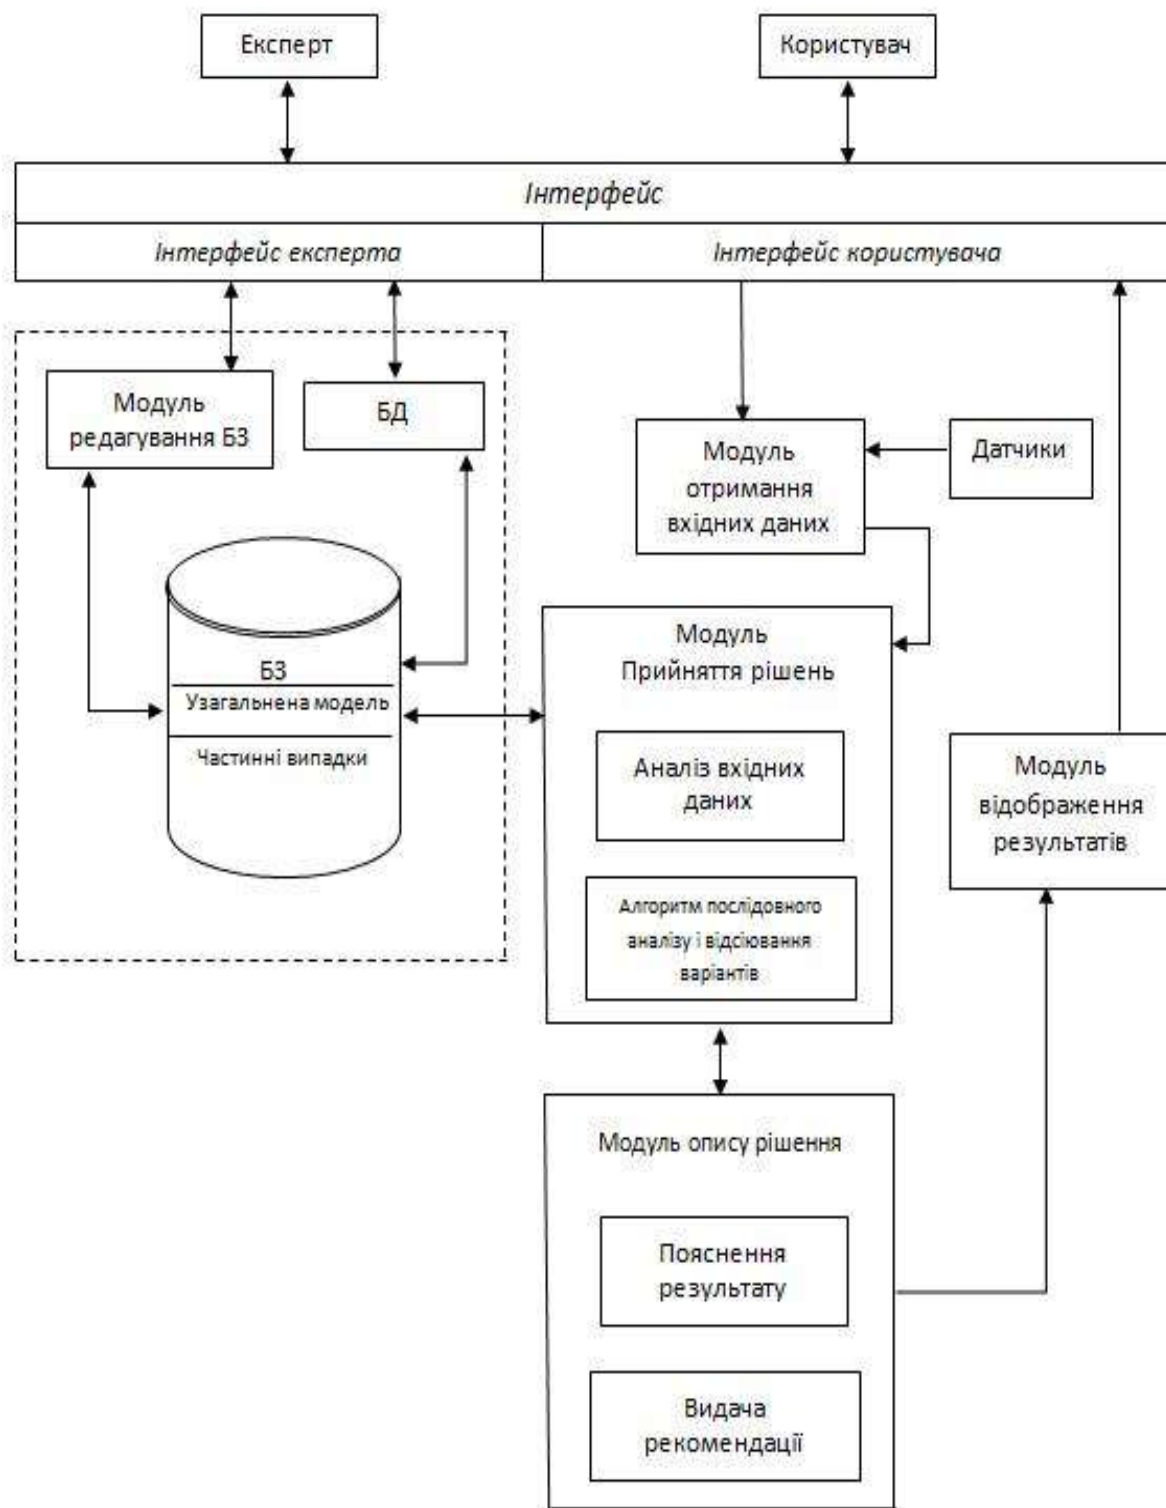 Експерт
Користувач
Інтерфейс
Інтерфейс експерта
Інтерфейс користувача
Модуль
редагування БЗ
БД
Модуль
отримання
вхідних даних
Датчики
БЗ
Узагальнена модель
Частинні випадки
Модуль
Прийняття рішень
Аналіз вхідних
даних
Алгоритм послідовного
аналізу і відсіювання
варіантів
Модуль
відображення
результатів
Модуль опису рішення
Пояснення
результату
Видача
рекомендації